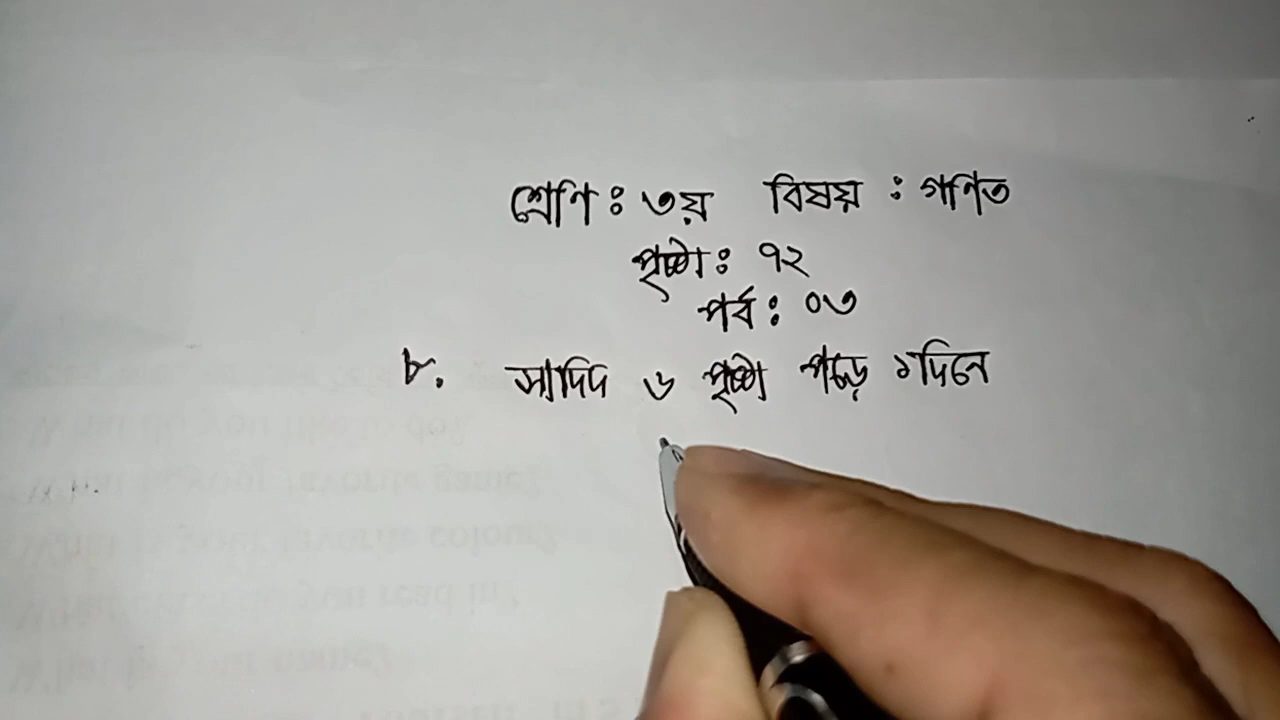 শ্রেণি : ৩য় বিষয় : গণিত
পৃষ্ঠা : ৭২
পর্ব : ০৩
৮. সাদিদ ৬ পৃষ্ঠা পড়ে ১দিনে